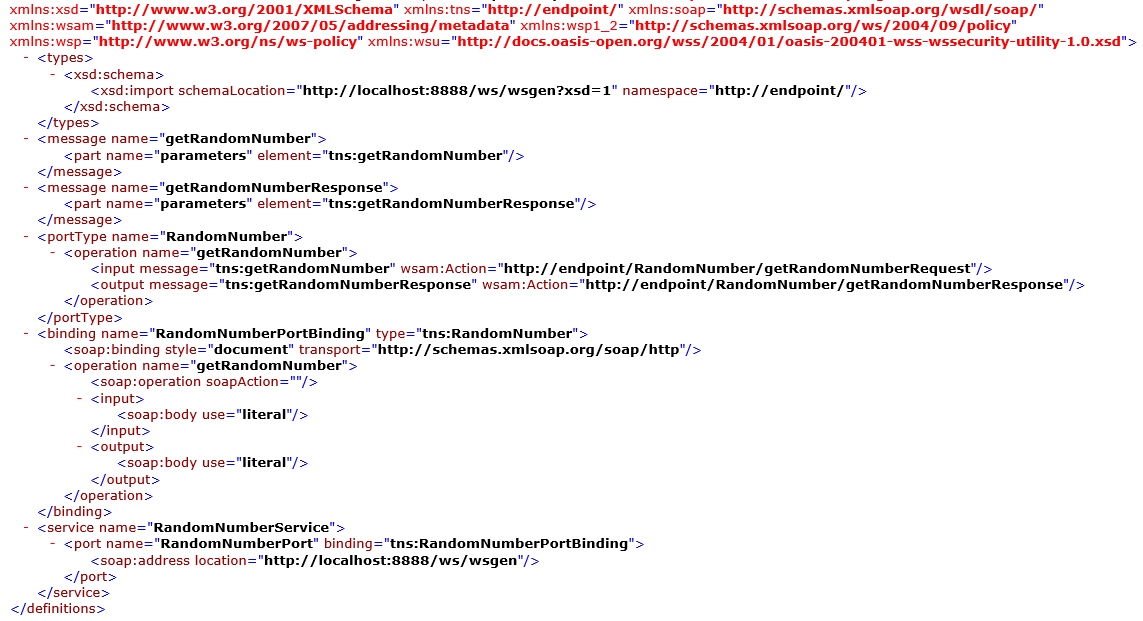 xmlns:xsd="http://www.w3.org/2001/XMLSchema" xmlns:tns="http://endpoint/" xmlns:soap="http://schemas.xmlsoap.org/wsdl/soap/"
xmlns:wsam="http://www.w3.org/2007/05/addressing/metadata" xmlns:wsp1_2="http://schemas.xmlsoap.org/ws/2004/09/policy"
xmlns:wsp="http://www.w3.org/ns/ws-policy" xmlns:wsu="http://docs.oasis-open.org/wss/2004/01/oasis-200401-wss-wssecurity-utility-1.0.xsd">
- <types>
- <xsd:schema>
<xsd:import schemaLocation="http://localhost:8888/ws/wsgen?xsd=1" namespace="http://endpoint/"/>
</xsd:schema>
</types>
- <message name="getRandomNumber">
<part name="parameters" element="tns:getRandomNumber"/>
</message>
- <message name="getRandomNumberResponse">
<part name="parameters" element="tns:getRandomNumberResponse"/>
</message>
- <portType name="RandomNumber">
- <operation name="getRandomNumber">
<input message="tns:getRandomNumber" wsam:Action="http://endpoint/RandomNumber/getRandomNumberRequest"/>
<output message="tns:getRandomNumberResponse" wsam:Action="http://endpoint/RandomNumber/getRandomNumberResponse"/>
</operation>
</portType>
- <binding name="RandomNumberPortBinding" type="tns:RandomNumber">
<soap:binding style="document" transport="http://schemas.xmlsoap.org/soap/http"/>
- <operation name="getRandomNumber">
<soap:operation soapAction=""/>
- <input>
<soap:body use="literal"/>
</input>
- <output>
<soap:body use="literal"/>
</output>
</operation>
</binding>
- <service name="RandomNumberService">
- <port name="RandomNumberPort" binding="tns:RandomNumberPortBinding">
<soap:address location="http://localhost:8888/ws/wsgen"/>
</port>
</service>
</definitions>